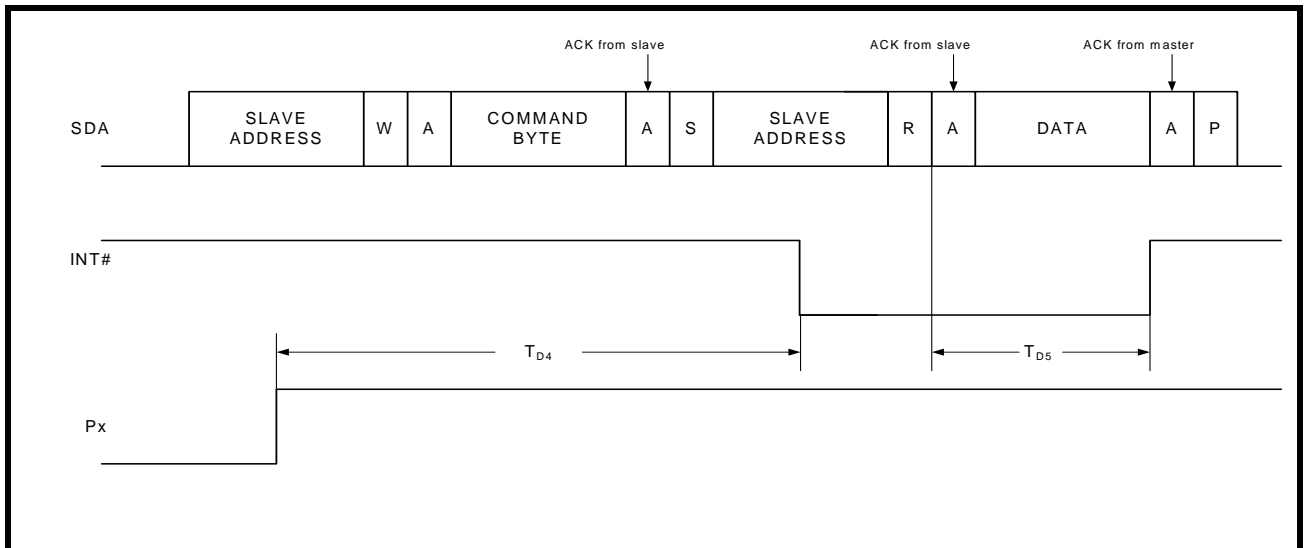 ACK from slave
ACK from slave
ACK from master
SDA
SLAVE
ADDRESS
W
A
COMMAND
BYTE
A
S
SLAVE
ADDRESS
R
A
DATA
A
P
INT#
TD4
TD5
Px